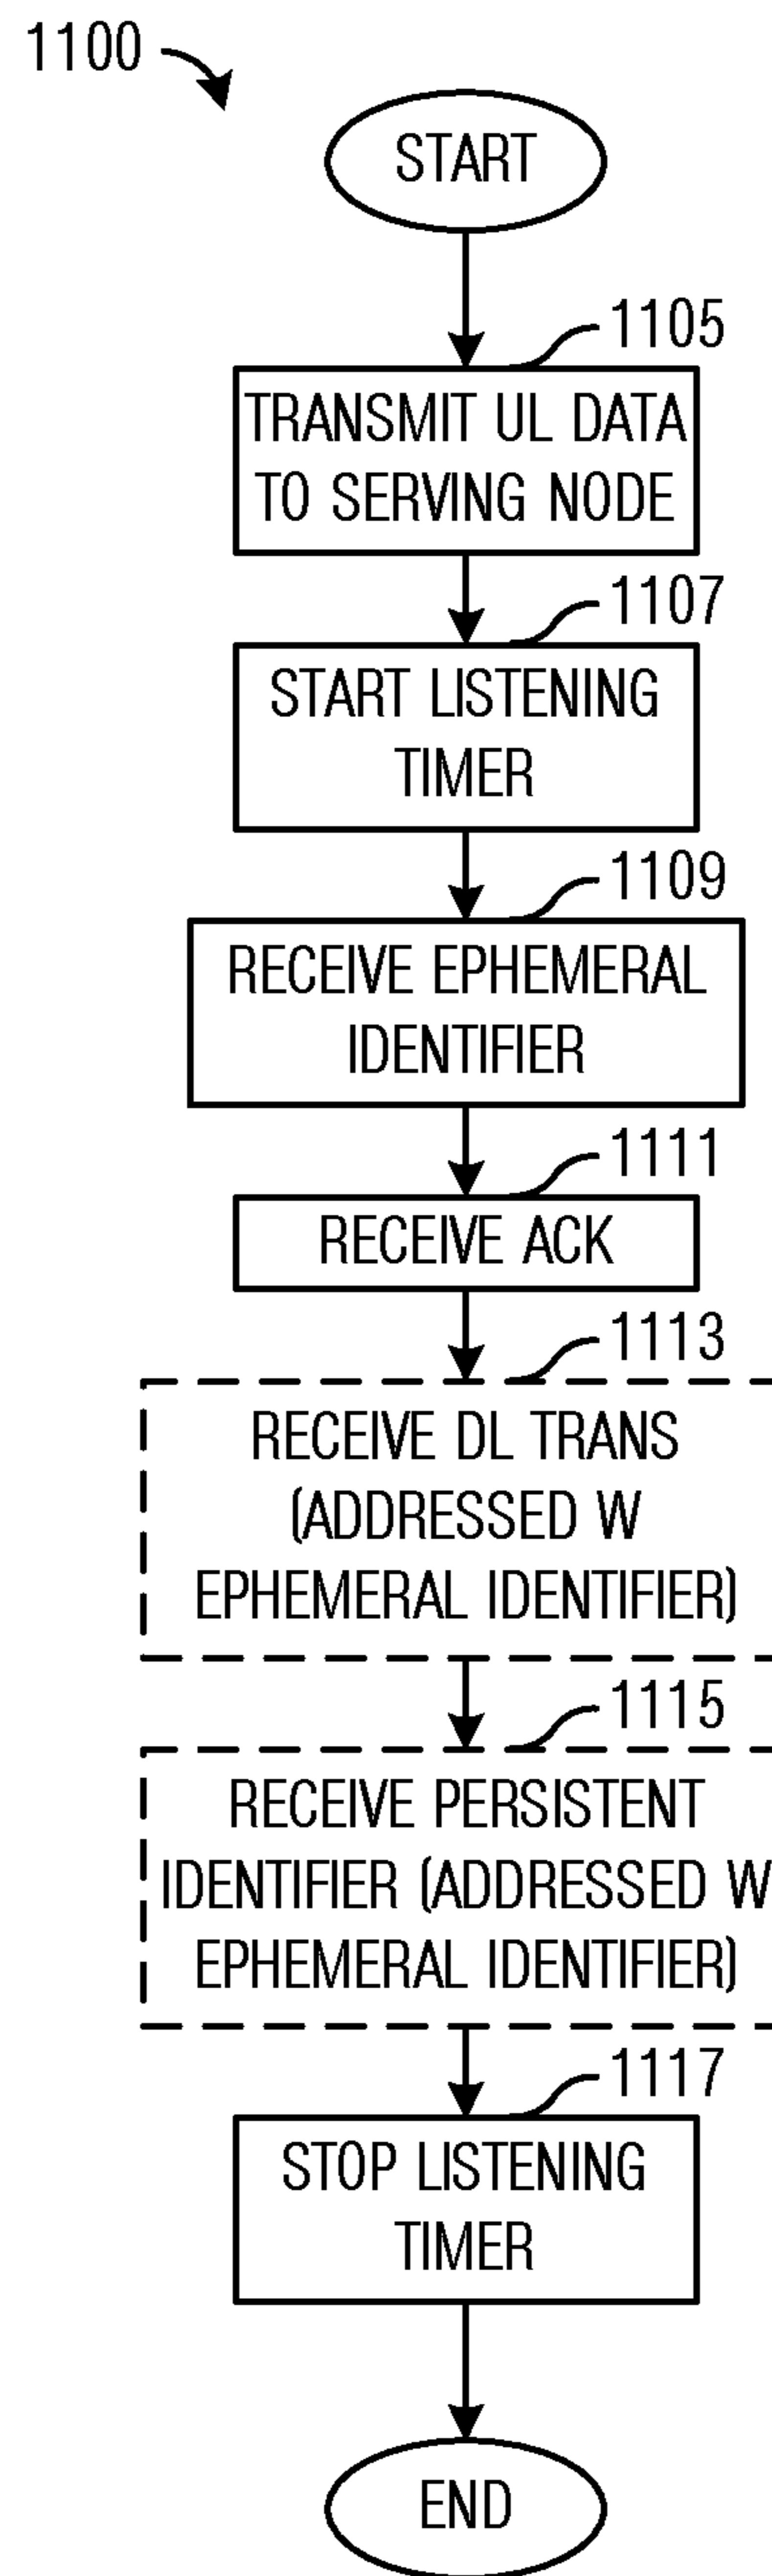 1100
START
1105
TRANSMIT UL DATA
TO SERVING NODE
1107
START LISTENING
TIMER
1109
RECEIVE EPHEMERAL
IDENTIFIER
1111
RECEIVE ACK
1113
RECEIVE DL TRANS
(ADDRESSED W
EPHEMERAL IDENTIFIER)
1115
RECEIVE PERSISTENT
IDENTIFIER (ADDRESSED W
EPHEMERAL IDENTIFIER)
1117
STOP LISTENING
TIMER
END